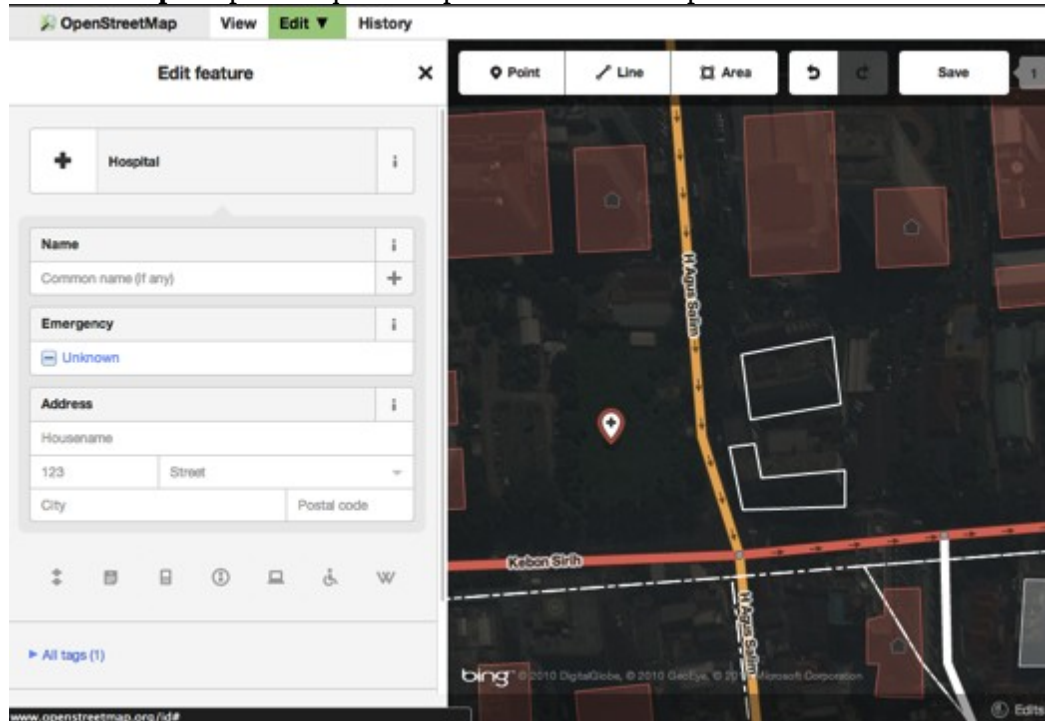 OpenStreetMap View Edit ▼ History
Edit feature
Point Line Area Save 1
Hospital i
Name i
Common name (if any) +
Emergency i
Unknown
Address i
Housename
123 Street
City Postal code
W
► All tags (1)
H Agus Salim
Kebon Sirih
H Agus Salim
bing © 2010 DigitalGlobe, © 2010 GeoEye, © 2010 Microsoft Corporation
Edits
www.openstreetmap.org/id#